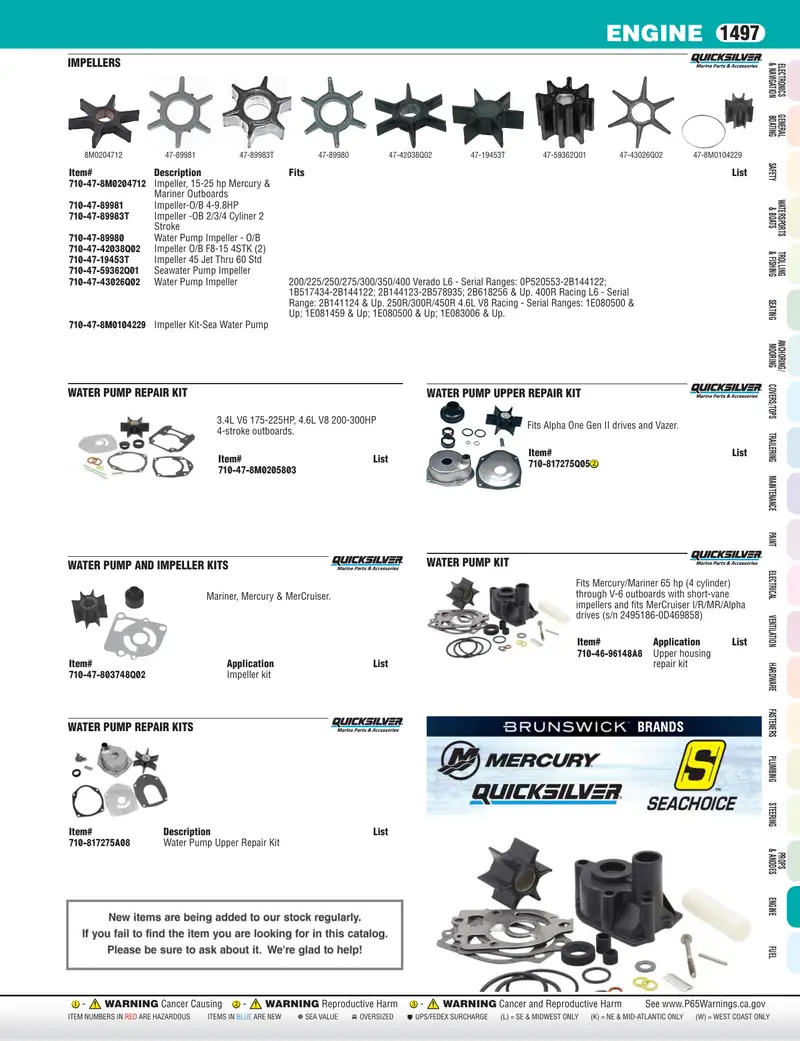 ENGINE 1497
IMPELLERS
QUICKSILVER
Marine Parts & Accessories
8M0204712 47-89981 47-89983T 47-89980 47-42038Q02 47-19453T 47-59362Q01 47-43026Q02 47-8M0104229
Item# Description Fits List
710-47-8M0204712 Impeller, 15-25 hp Mercury &
Mariner Outboards
710-47-89981 Impeller-O/B 4-9.8HP
710-47-89983T Impeller -OB 2/3/4 Cyliner 2
Stroke
710-47-89980 Water Pump Impeller - O/B
710-47-42038Q02 Impeller O/B F8-15 4STK (2)
710-47-19453T Impeller 45 Jet Thru 60 Std
710-47-59362Q01 Seawater Pump Impeller
710-47-43026Q02 Water Pump Impeller 200/225/250/275/300/350/400 Verado L6 - Serial Ranges: 0P520553-2B144122;
1B517434-2B144122; 2B144123-2B578935; 2B618256 & Up. 400R Racing L6 - Serial
Range: 2B141124 & Up. 250R/300R/450R 4.6L V8 Racing - Serial Ranges: 1E080500 &
Up; 1E081459 & Up; 1E080500 & Up; 1E083006 & Up.
710-47-8M0104229 Impeller Kit-Sea Water Pump
WATER PUMP REPAIR KIT
3.4L V6 175-225HP, 4.6L V8 200-300HP
4-stroke outboards.
Item# List
710-47-8M0205803
WATER PUMP UPPER REPAIR KIT
QUICKSILVER
Marine Parts & Accessories
Fits Alpha One Gen II drives and Vazer.
Item# List
710-817275Q05 2
WATER PUMP AND IMPELLER KITS
QUICKSILVER
Marine Parts & Accessories
Mariner, Mercury & MerCruiser.
Item# Application List
710-47-803748Q02 Impeller kit
WATER PUMP KIT
QUICKSILVER
Marine Parts & Accessories
Fits Mercury/Mariner 65 hp (4 cylinder)
through V-6 outboards with short-vane
impellers and fits MerCruiser I/R/MR/Alpha
drives (s/n 2495186-0D469858)
Item# Application List
710-46-96148A8 Upper housing
repair kit
WATER PUMP REPAIR KITS
QUICKSILVER
Marine Parts & Accessories
Item# Description List
710-817275A08 Water Pump Upper Repair Kit
BRUNSWICK BRANDS
MERCURY
QUICKSILVER
S
SEACHOICE
New items are being added to our stock regularly.
If you fail to find the item you are looking for in this catalog.
Please be sure to ask about it. We're glad to help!
ELECTRONICS
& NAVIGATION
GENERAL
BOATING
SAFETY
WATERSPORTS
& BOATS
TROLLING
& FISHING
SEATING
ANCHORING/
MOORING
COVERS/TOPS
TRAILERING
MAINTENANCE
PAINT
ELECTRICAL
VENTILATION
HARDWARE
FASTENERS
PLUMBING
STEERING
PROPS
& ANODES
ENGINE
FUEL
1 - WARNING Cancer Causing 2 - WARNING Reproductive Harm 3 - WARNING Cancer and Reproductive Harm See www.P65Warnings.ca.gov
ITEM NUMBERS IN RED ARE HAZARDOUS ITEMS IN BLUE ARE NEW SEA VALUE OVERSIZED UPS/FEDEX SURCHARGE (L) = SE & MIDWEST ONLY (K) = NE & MID-ATLANTIC ONLY (W) = WEST COAST ONLY